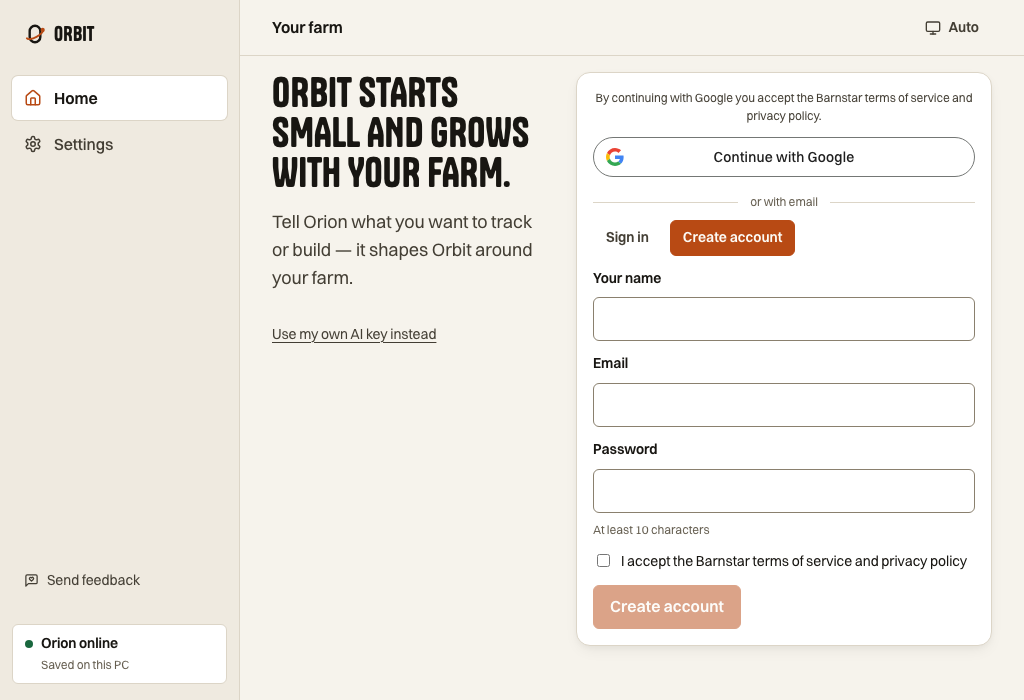 ORBIT
Home
Settings
Send feedback
Orion online
Saved on this PC
Your farm
Auto
ORBIT STARTS
SMALL AND GROWS
WITH YOUR FARM.
Tell Orion what you want to track
or build — it shapes Orbit around
your farm.
Use my own AI key instead
By continuing with Google you accept the Barnstar terms of service and
privacy policy.
Continue with Google
or with email
Sign in
Create account
Your name
Email
Password
At least 10 characters
I accept the Barnstar terms of service and privacy policy
Create account